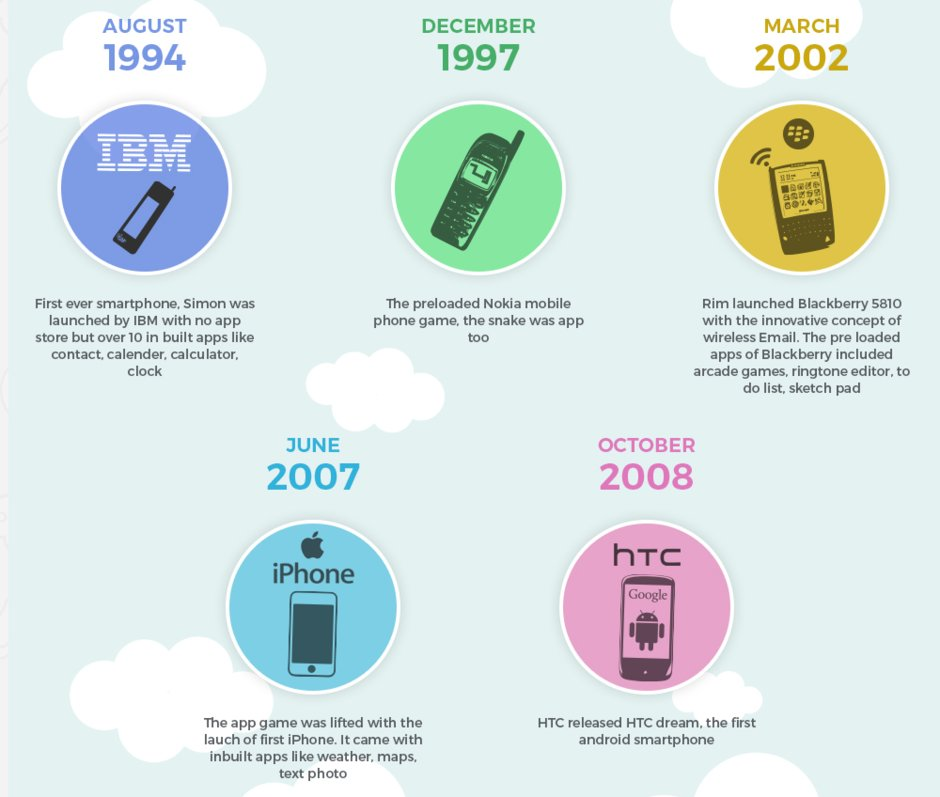 AUGUST
1994
IBM
First ever smartphone, Simon was
launched by IBM with no app
store but over 10 in built apps like
contact, calender, calculator,
clock
DECEMBER
1997
The preloaded Nokia mobile
phone game, the snake was app
too
MARCH
2002
Rim launched Blackberry 5810
with the innovative concept of
wireless Email. The pre loaded
apps of Blackberry included
arcade games, ringtone editor, to
do list, sketch pad
JUNE
2007
iPhone
The app game was lifted with the
lauch of first iPhone. It came with
inbuilt apps like weather, maps,
text photo
OCTOBER
2008
hTC
Google
HTC released HTC dream, the first
android smartphone